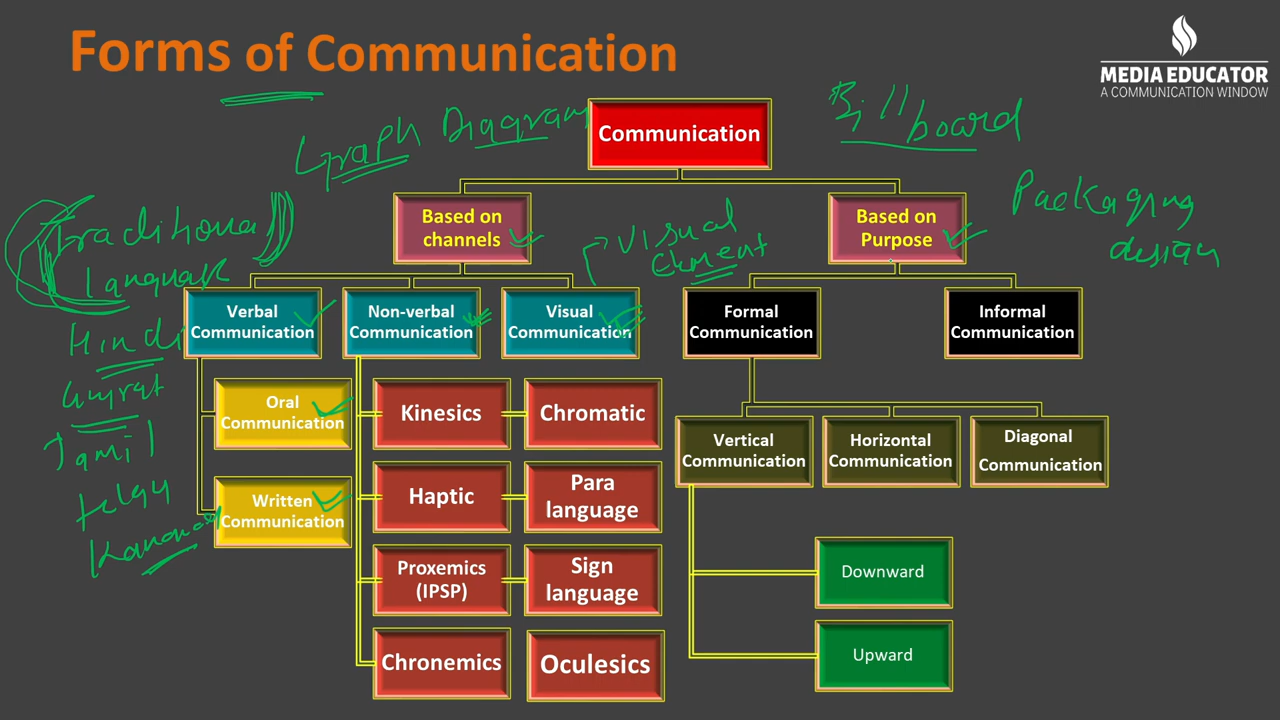 Forms of Communication
MEDIA EDUCATOR
A COMMUNICATION WINDOW
Graph Diagram
Billboard
Packaging
design
Traditional
language
Hindi
Gujrat
Tamil
telgu
Visual
Element
Communication
Based on
channels
Based on
Purpose
Verbal
Communication
Non-verbal
Communication
Visual
Communication
Formal
Communication
Informal
Communication
Oral
Communication
Written
Communication
Kinesics
Chromatic
Haptic
Para
language
Proxemics
(IPSP)
Sign
language
Chronemics
Oculesics
Vertical
Communication
Horizontal
Communication
Diagonal
Communication
Downward
Upward